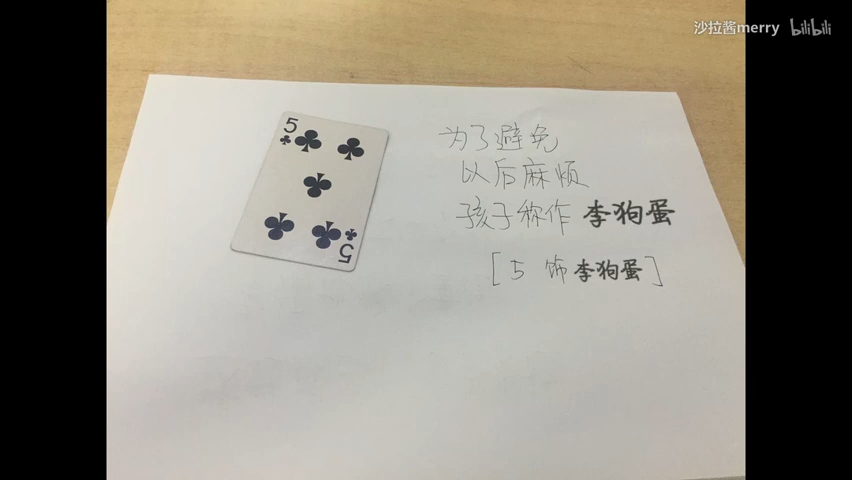 沙拉酱merry bilibili
5
5
为了避免
以后麻烦
孩子称作 李狗蛋
[5 饰 李狗蛋]